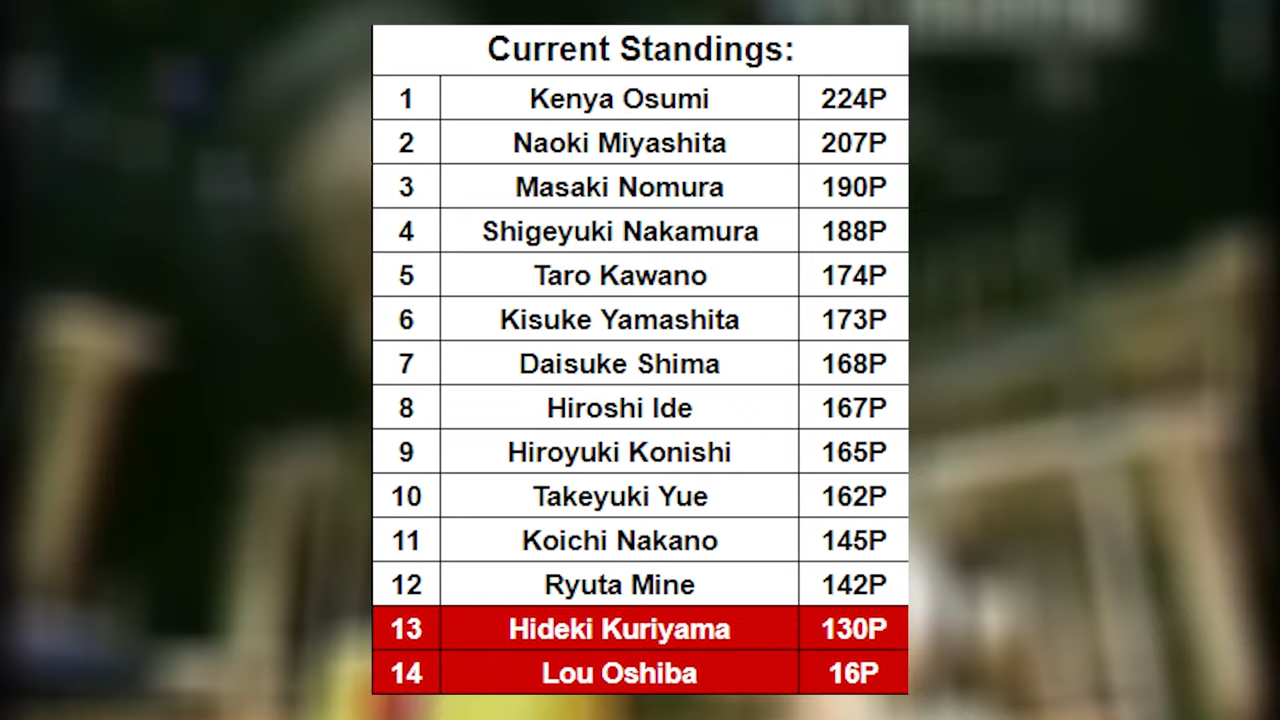 Current Standings:
1 Kenya Osumi 224P
2 Naoki Miyashita 207P
3 Masaki Nomura 190P
4 Shigeyuki Nakamura 188P
5 Taro Kawano 174P
6 Kisuke Yamashita 173P
7 Daisuke Shima 168P
8 Hiroshi Ide 167P
9 Hiroyuki Konishi 165P
10 Takeyuki Yue 162P
11 Koichi Nakano 145P
12 Ryuta Mine 142P
13 Hideki Kuriyama 130P
14 Lou Oshiba 16P